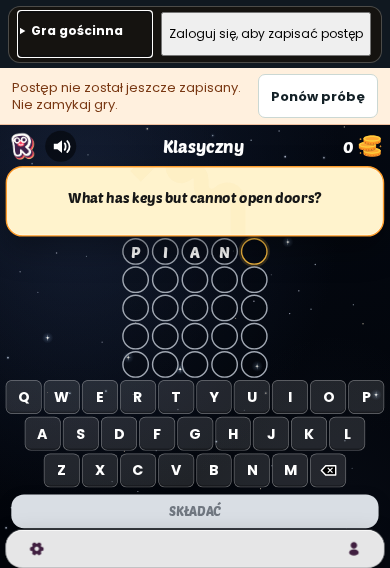 Gra gościnna
Zaloguj się, aby zapisać postęp
Postęp nie został jeszcze zapisany.
Nie zamykaj gry.
Ponów próbę
Klasyczny
0
What has keys but cannot open doors?
P I A N
Q W E R T Y U I O P
A S D F G H J K L
Z X C V B N M
SKŁADAĆ